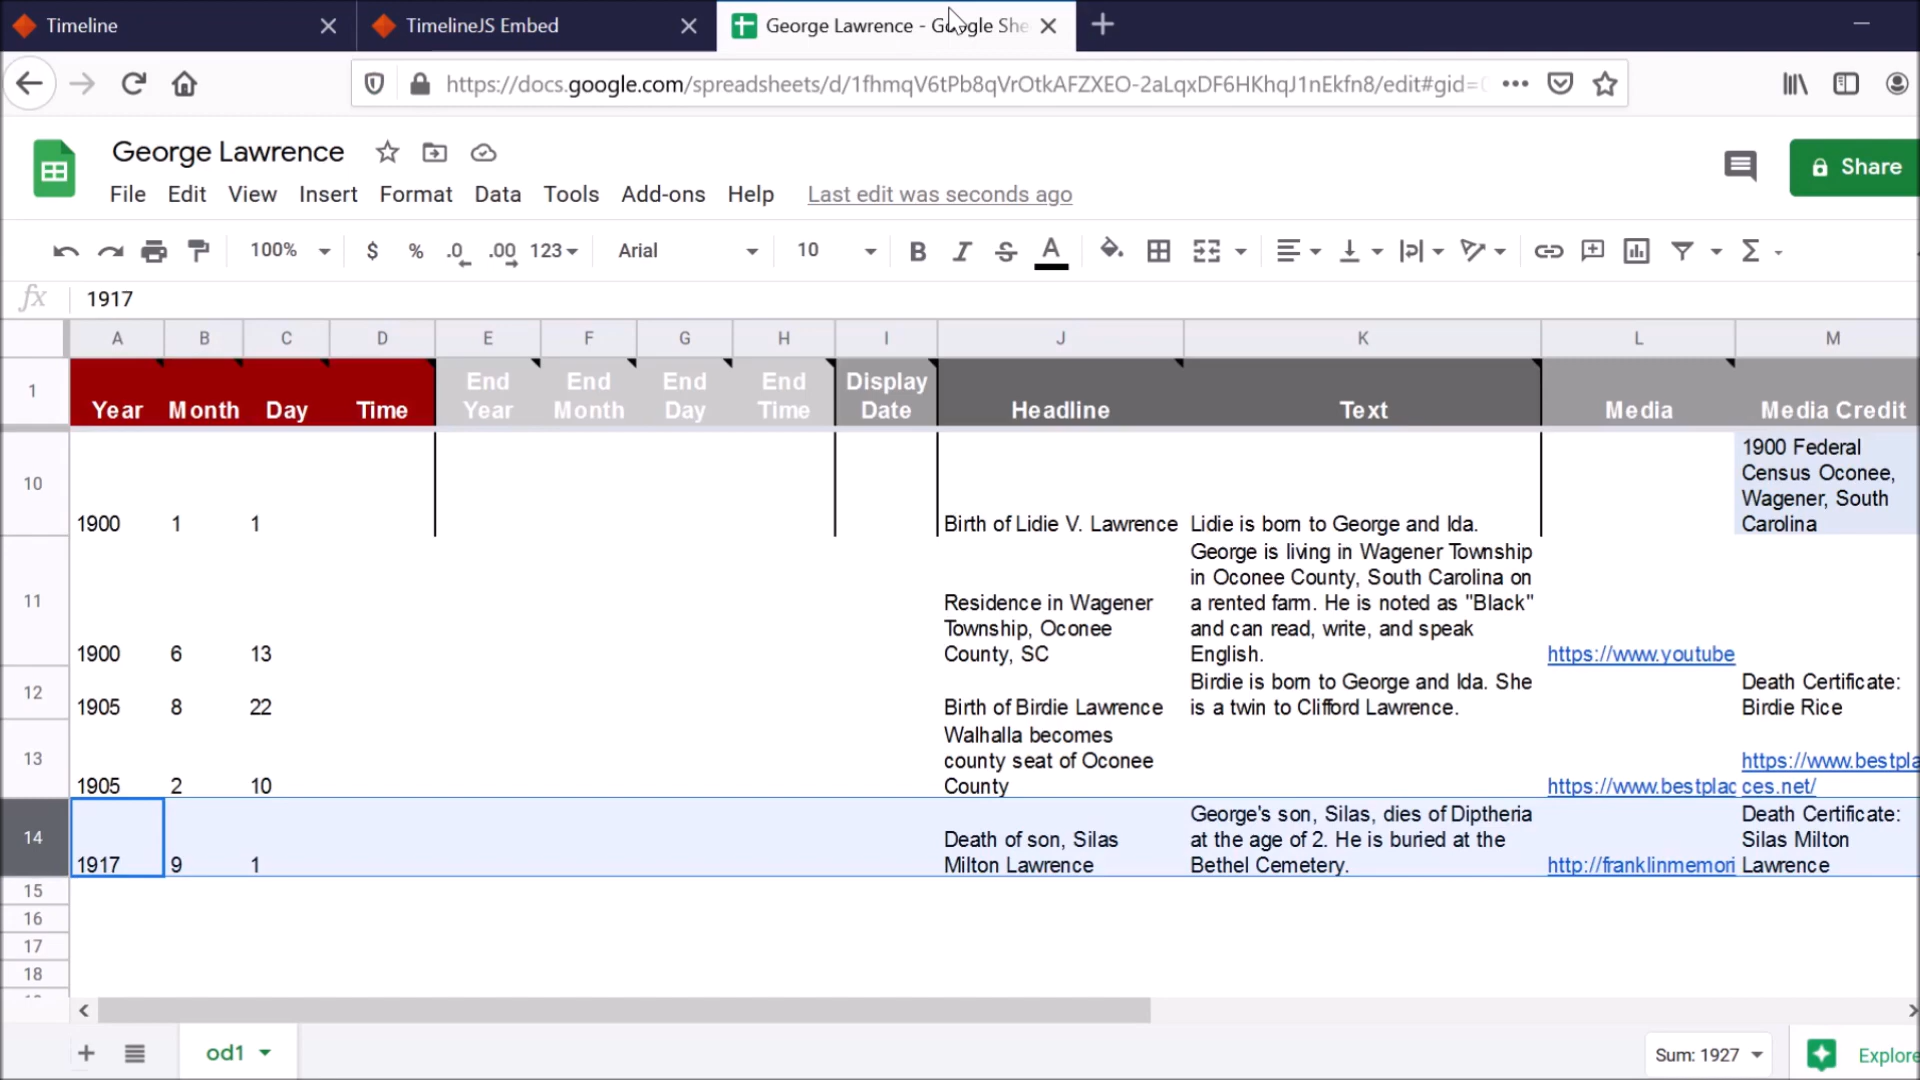 Timeline
TimelineJS Embed
George Lawrence - Google She
https://docs.google.com/spreadsheets/d/1fhmqV6tPb8qVrOtkAFZXEO-2aLqxDF6HKhqJ1nEkfn8/edit#gid=
George Lawrence
File Edit View Insert Format Data Tools Add-ons Help Last edit was seconds ago
Share
100% $ % .0 .00 123 Arial 10 B I S A
fx 1917
A B C D E F G H I J K L M
1 Year Month Day Time End Year End Month End Day End Time Display Date Headline Text Media Media Credit
10 1900 1 1 Birth of Lidie V. Lawrence Lidie is born to George and Ida.
1900 Federal
Census Oconee,
Wagener, South
Carolina
11 1900 6 13
Residence in Wagener
Township, Oconee
County, SC
George is living in Wagener Township
in Oconee County, South Carolina on
a rented farm. He is noted as "Black"
and can read, write, and speak
English.
https://www.youtube
12 1905 8 22 Birth of Birdie Lawrence
Birdie is born to George and Ida. She
is a twin to Clifford Lawrence.
Death Certificate:
Birdie Rice
13 1905 2 10
Walhalla becomes
county seat of Oconee
County
https://www.bestplac
https://www.bestpla
ces.net/
14 1917 9 1
Death of son, Silas
Milton Lawrence
George's son, Silas, dies of Diptheria
at the age of 2. He is buried at the
Bethel Cemetery.
http://franklinmemori
Death Certificate:
Silas Milton
Lawrence
15
16
17
18
od1
Sum: 1927
Explore